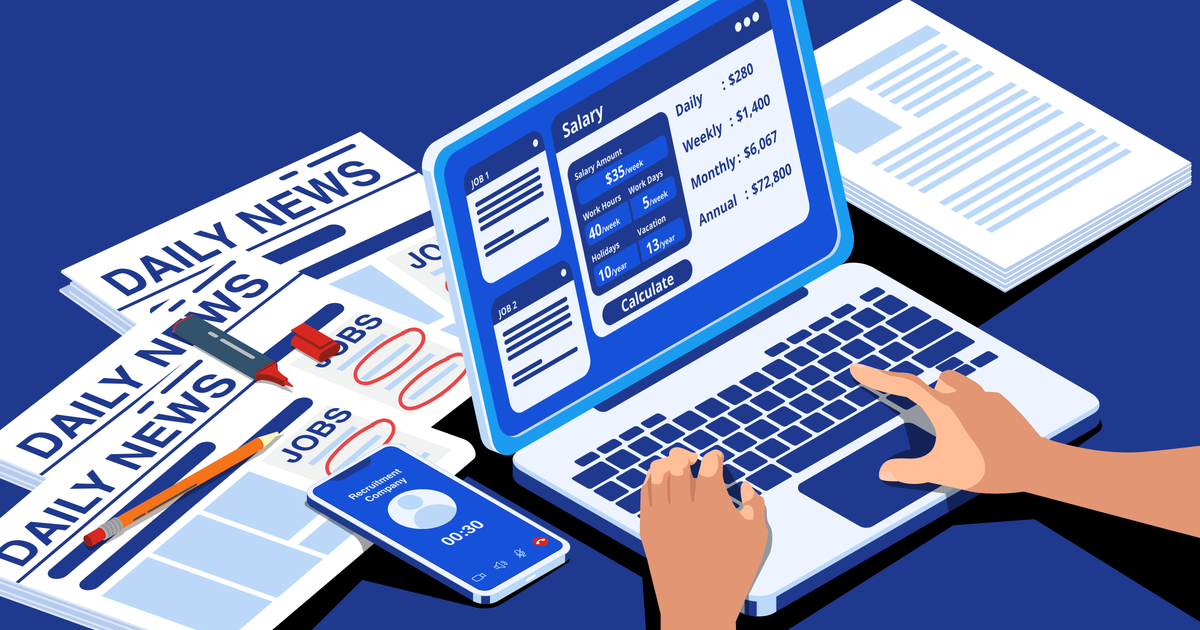 DAILY NEWS
JO
DAILY NEWS
JOBS
DAILY NEWS
JOBS
Recruitment
Company
00:30
JOB 1
JOB 2
Salary
Salary Amount
$35/week
Work Hours
Work Days
40/week
5/week
Holidays
Vacation
10/year
13/year
Calculate
Daily : $280
Weekly : $1,400
Monthly : $6,067
Annual : $72,800